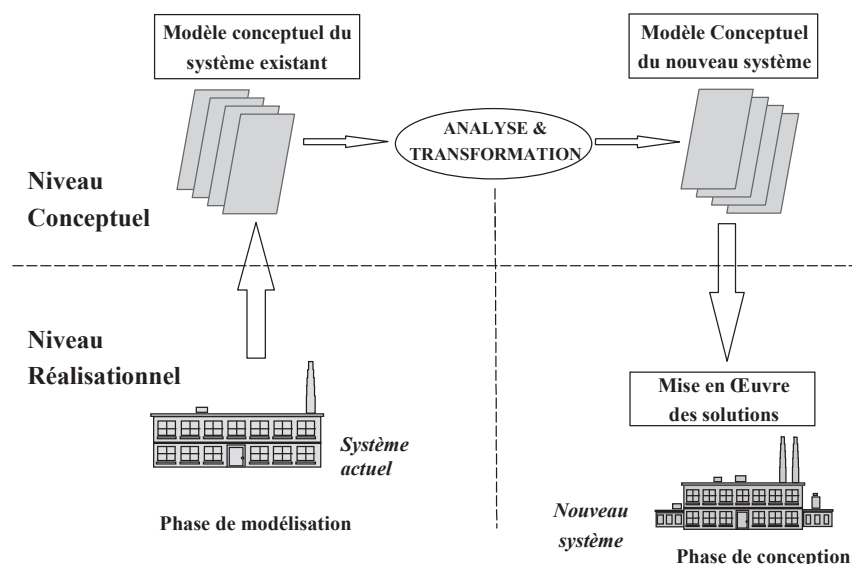 Modèle conceptuel du
système existant
Modèle Conceptuel
du nouveau système
ANALYSE &
TRANSFORMATION
Niveau
Conceptuel
Niveau
Réalisationnel
Mise en Œuvre
des solutions
Système
actuel
Nouveau
système
Phase de modélisation
Phase de conception